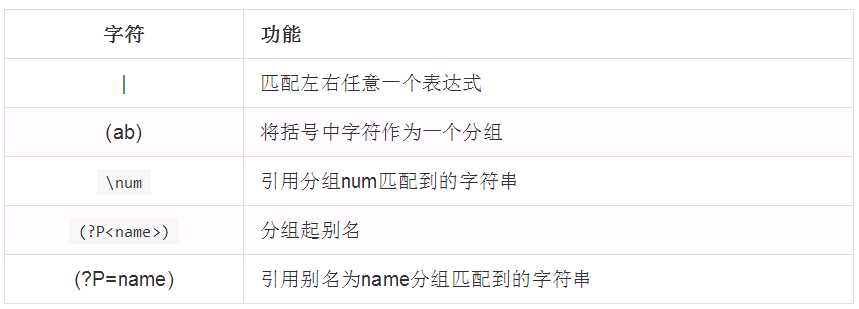 字符 功能
| 匹配左右任意一个表达式
(ab) 将括号中字符作为一个分组
\num 引用分组num匹配到的字符串
(?P<name>) 分组起别名
(?P=name) 引用别名为name分组匹配到的字符串